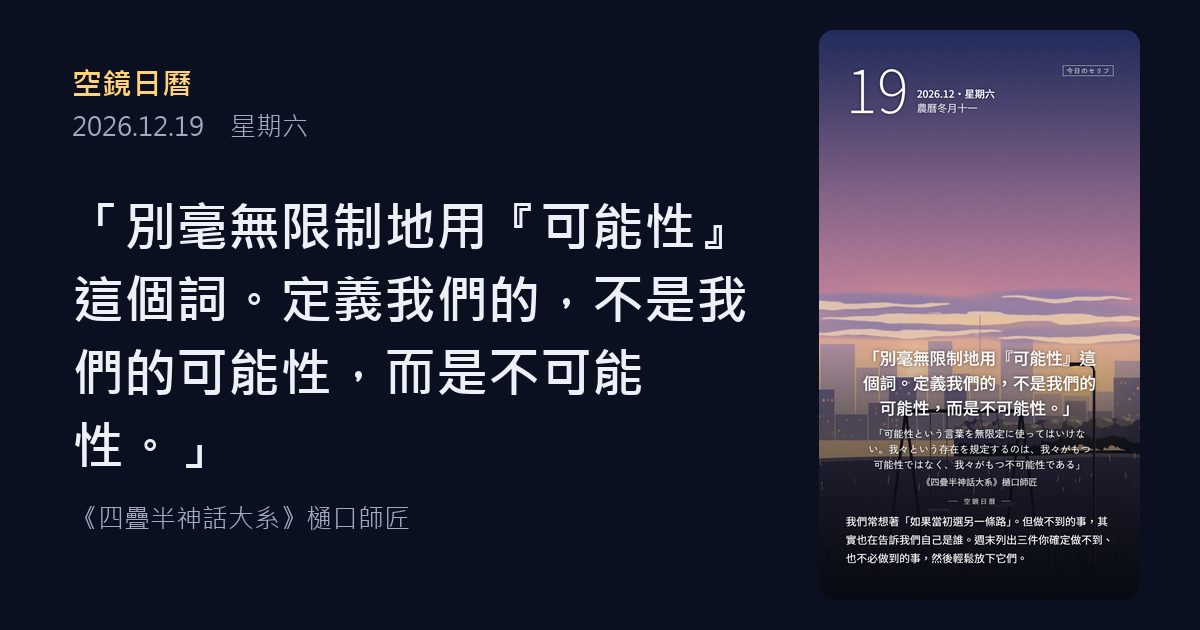 空鏡日曆
2026.12.19 星期六
「別毫無限制地用『可能性』
這個詞。定義我們的，不是我
們的可能性，而是不可能
性。」
《四疊半神話大系》樋口師匠
19
2026.12・星期六
農曆冬月十一
今日のセリフ
「別毫無限制地用『可能性』這
個詞。定義我們的，不是我們的
可能性，而是不可能性。」
「可能性という言葉を無限定に使ってはいけな
い。我々という存在を規定するのは、我々がもつ
可能性ではなく、我々がもつ不可能性である」
《四疊半神話大系》樋口師匠
— 空鏡日曆 —
我們常想著「如果當初選另一條路」。但做不到的事，其
實也在告訴我們自己是誰。週末列出三件你確定做不到、
也不必做到的事，然後輕鬆放下它們。